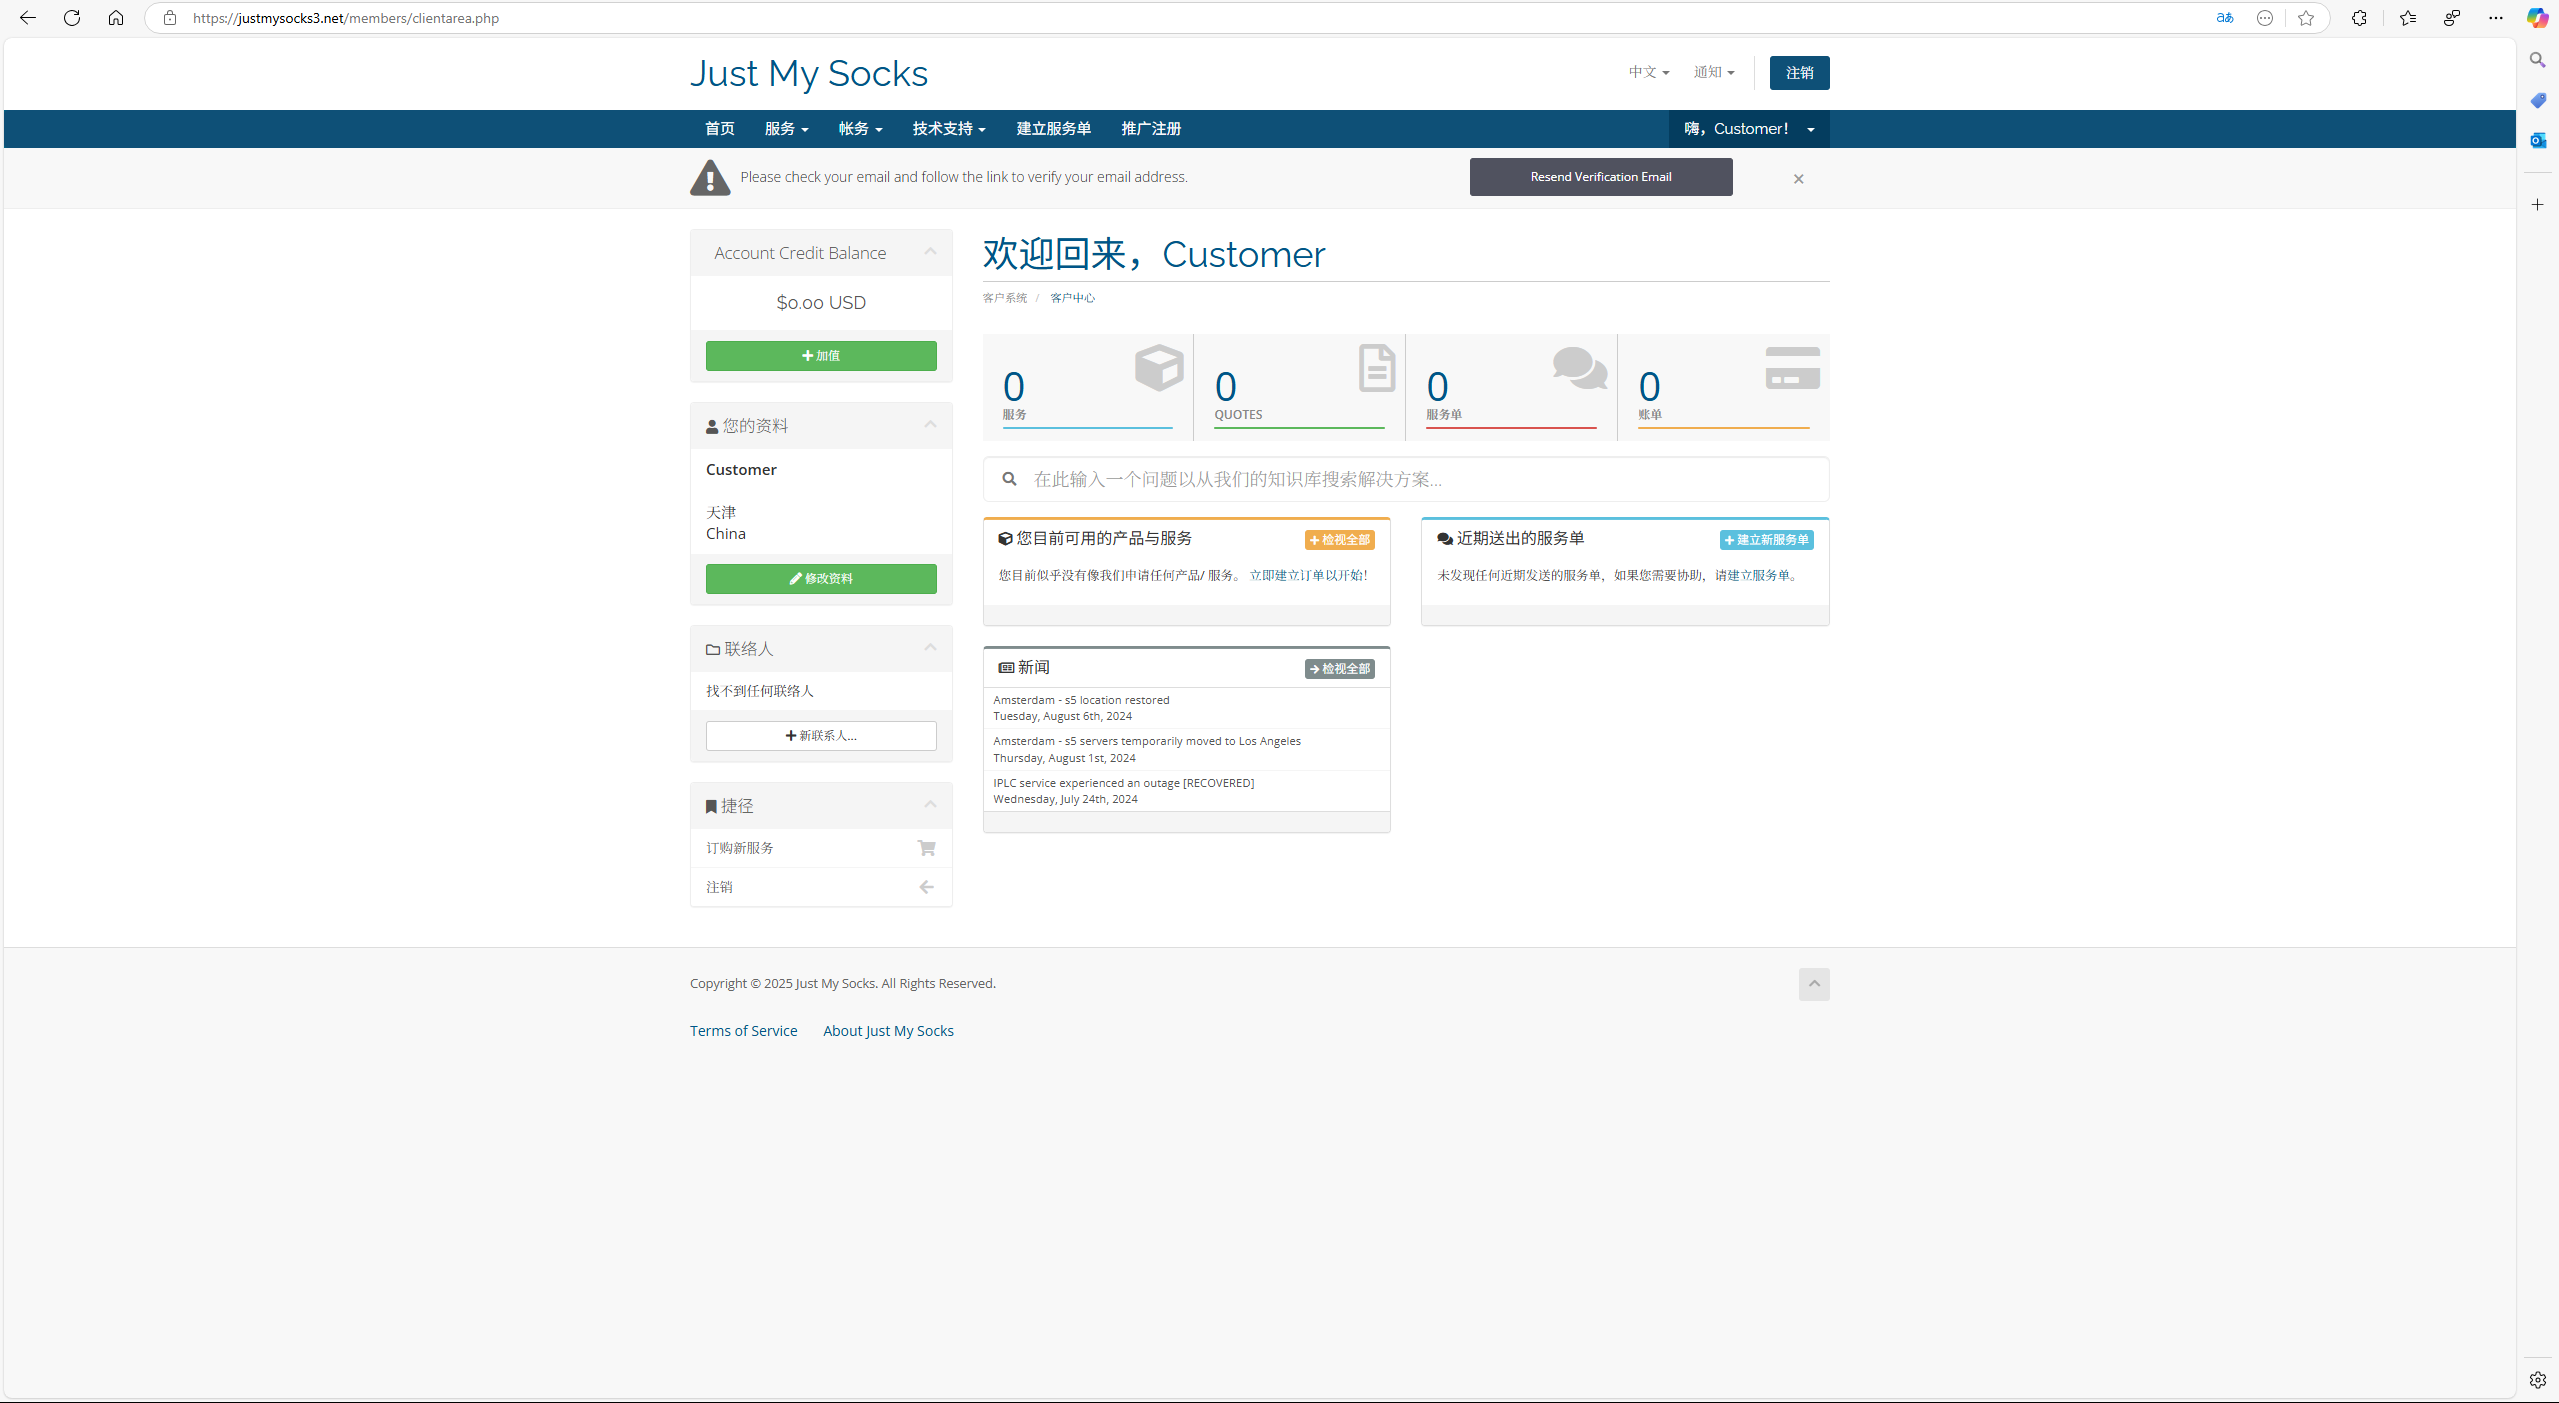 https://justmysocks3.net/members/clientarea.php
aあ
Just My Socks
中文
通知
注销
首页
服务
帐务
技术支持
建立服务单
推广注册
嗨，Customer！
Please check your email and follow the link to verify your email address.
Resend Verification Email
×
Account Credit Balance
$0.00 USD
加值
您的资料
Customer
天津
China
修改资料
联络人
找不到任何联络人
新联系人...
捷径
订购新服务
注销
欢迎回来，Customer
客户系统 / 客户中心
0
服务
0
QUOTES
0
服务单
0
账单
在此输入一个问题以从我们的知识库搜索解决方案...
您目前可用的产品与服务
检视全部
您目前似乎没有像我们申请任何产品/ 服务。 立即建立订单以开始！
近期送出的服务单
建立新服务单
未发现任何近期发送的服务单，如果您需要协助，请建立服务单。
新闻
检视全部
Amsterdam - s5 location restored
Tuesday, August 6th, 2024
Amsterdam - s5 servers temporarily moved to Los Angeles
Thursday, August 1st, 2024
IPLC service experienced an outage [RECOVERED]
Wednesday, July 24th, 2024
Copyright © 2025 Just My Socks. All Rights Reserved.
Terms of Service
About Just My Socks